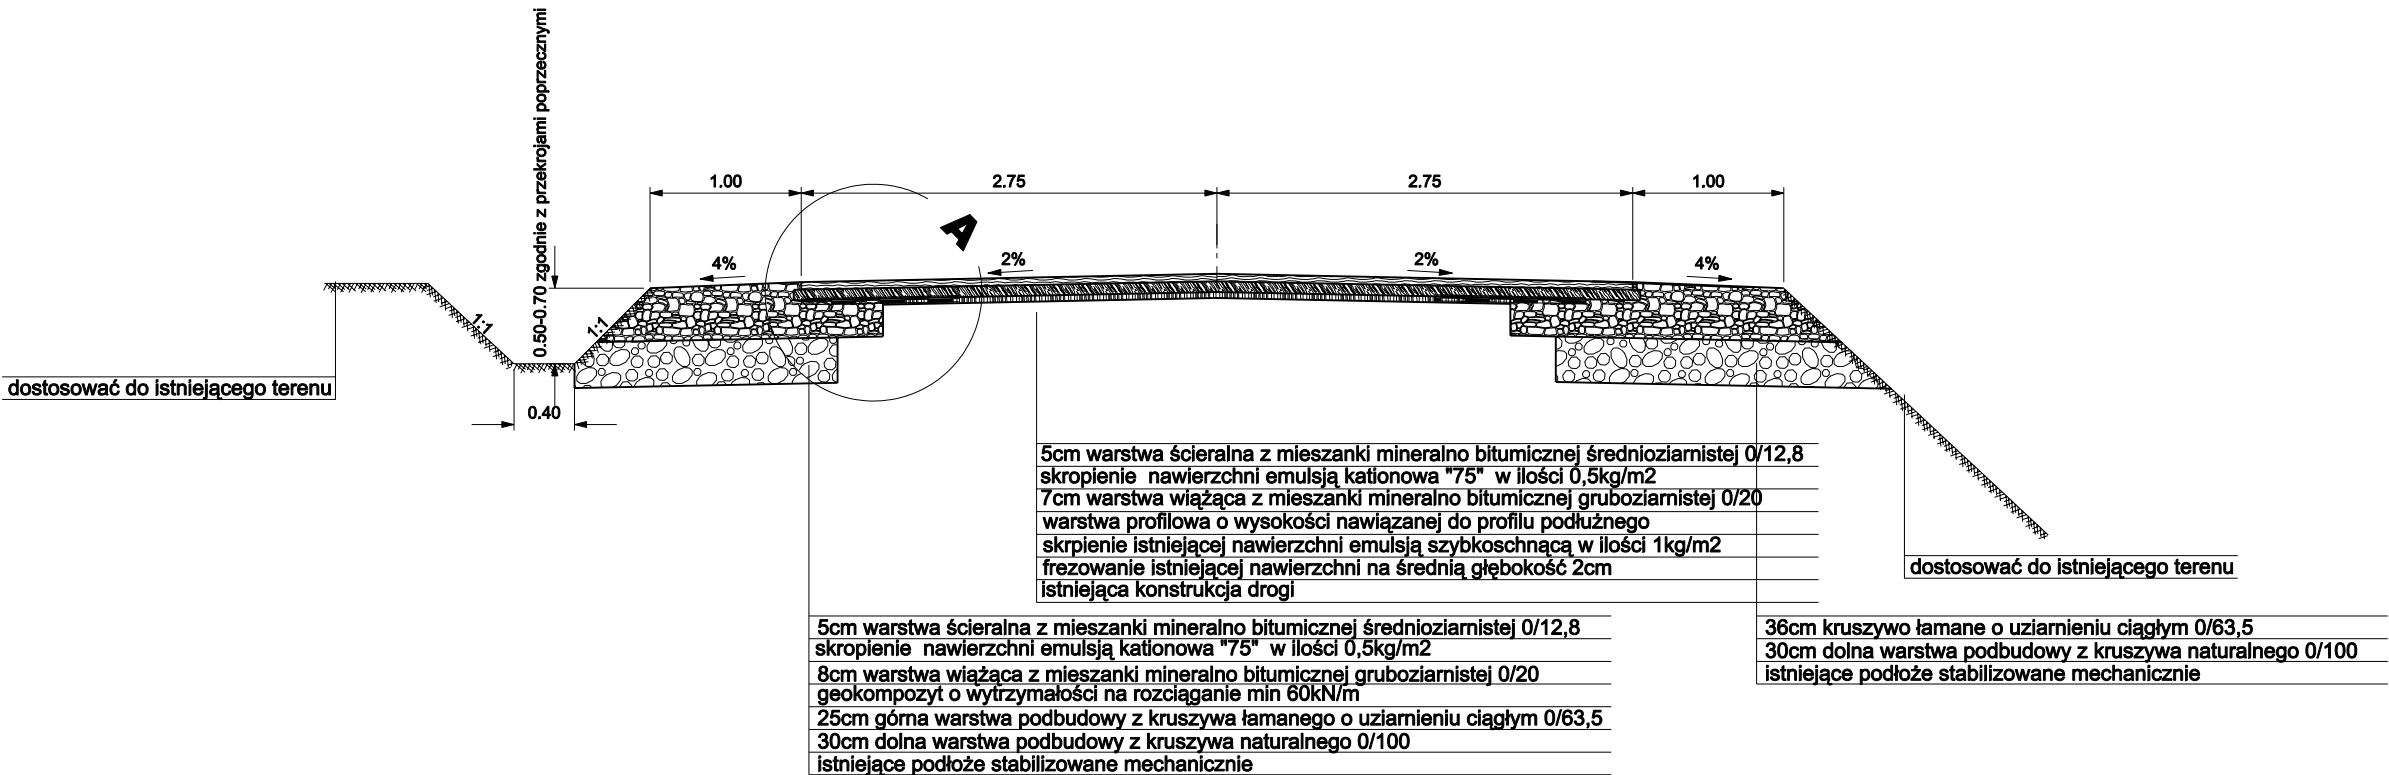 0.50-0.70 zgodnie z przekrojami poprzecznymi
1.00
2.75
2.75
1.00
A
4%
2%
2%
4%
1:1
1:1
dostosować do istniejącego terenu
0.40
5cm warstwa ścieralna z mieszanki mineralno bitumicznej średnioziarnistej 0/12,8
skropienie nawierzchni emulsją kationowa "75" w ilości 0,5kg/m2
7cm warstwa wiążąca z mieszanki mineralno bitumicznej gruboziarnistej 0/20
warstwa profilowa o wysokości nawiązanej do profilu podłużnego
skrpienie istniejącej nawierzchni emulsją szybkoschnącą w ilości 1kg/m2
frezowanie istniejącej nawierzchni na średnią głębokość 2cm
istniejąca konstrukcja drogi
dostosować do istniejącego terenu
5cm warstwa ścieralna z mieszanki mineralno bitumicznej średnioziarnistej 0/12,8
skropienie nawierzchni emulsją kationowa "75" w ilości 0,5kg/m2
8cm warstwa wiążąca z mieszanki mineralno bitumicznej gruboziarnistej 0/20
geokompozyt o wytrzymałości na rozciąganie min 60kN/m
25cm górna warstwa podbudowy z kruszywa łamanego o uziarnieniu ciągłym 0/63,5
30cm dolna warstwa podbudowy z kruszywa naturalnego 0/100
istniejące podłoże stabilizowane mechanicznie
36cm kruszywo łamane o uziarnieniu ciągłym 0/63,5
30cm dolna warstwa podbudowy z kruszywa naturalnego 0/100
istniejące podłoże stabilizowane mechanicznie